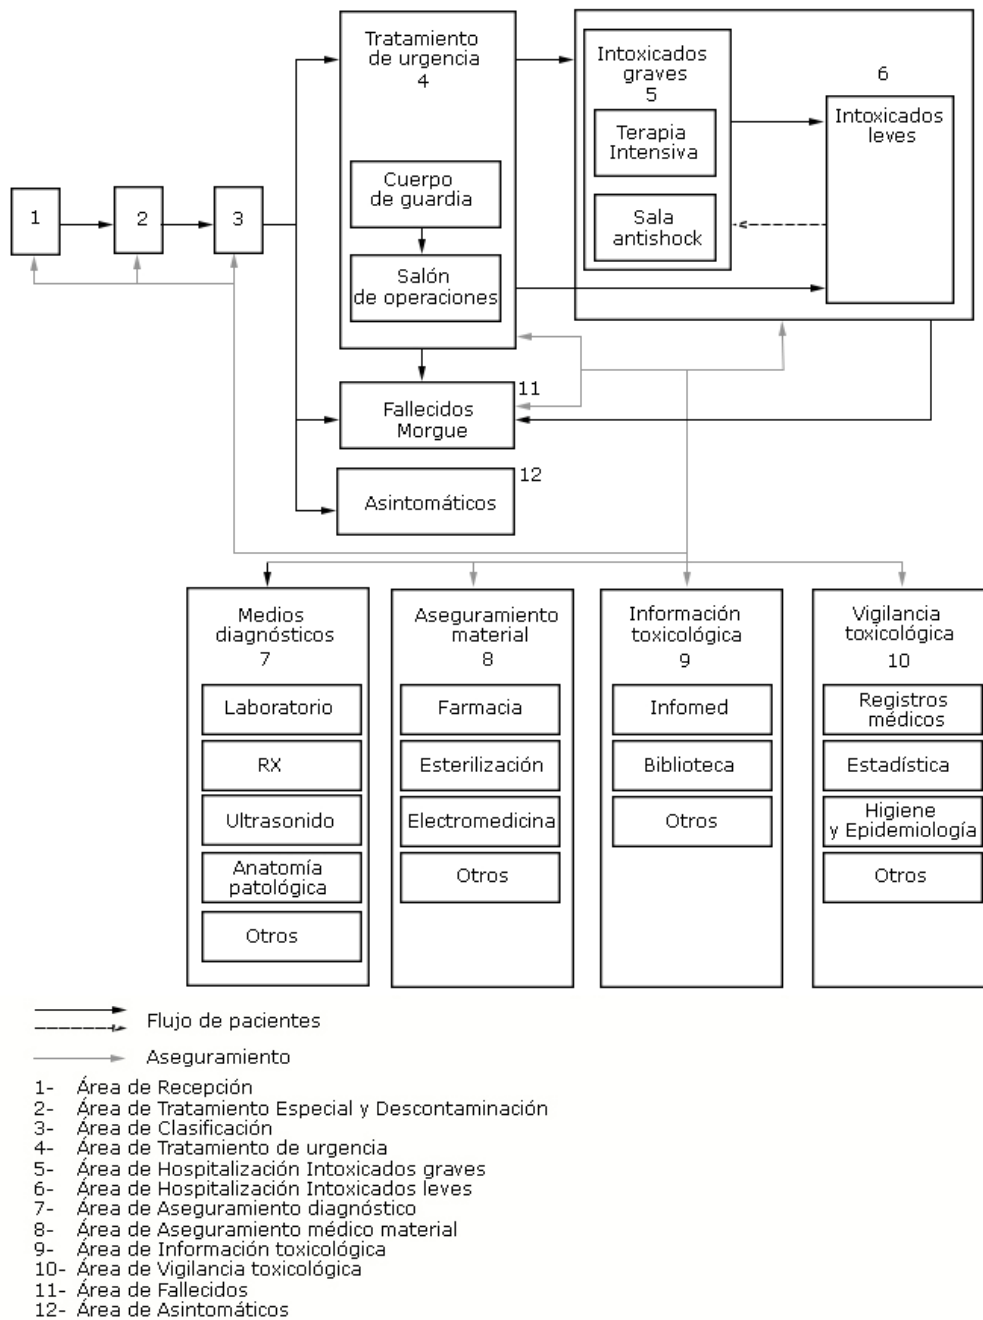 Tratamiento
de urgencia
4
Cuerpo
de guardia
Salón
de operaciones
Intoxicados
graves
5
Terapia
Intensiva
Sala
antishock
6
Intoxicados
leves
1
2
3
11
Fallecidos
Morgue
12
Asintomáticos
Medios
diagnósticos
7
Laboratorio
RX
Ultrasonido
Anatomía
patológica
Otros
Aseguramiento
material
8
Farmacia
Esterilización
Electromedicina
Otros
Información
toxicológica
9
Infomed
Biblioteca
Otros
Vigilancia
toxicológica
10
Registros
médicos
Estadística
Higiene
y Epidemiología
Otros
Flujo de pacientes
Aseguramiento
1- Área de Recepción
2- Área de Tratamiento Especial y Descontaminación
3- Área de Clasificación
4- Área de Tratamiento de urgencia
5- Área de Hospitalización Intoxicados graves
6- Área de Hospitalización Intoxicados leves
7- Área de Aseguramiento diagnóstico
8- Área de Aseguramiento médico material
9- Área de Información toxicológica
10- Área de Vigilancia toxicológica
11- Área de Fallecidos
12- Área de Asintomáticos